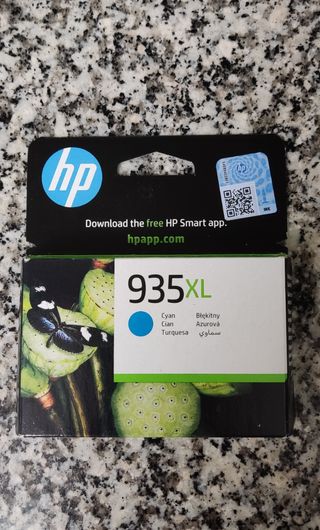 hp
Download the free HP Smart app.
hpapp.com
935XL
Cyan Błękitny
Cian Azurová
Turquesa سماوي